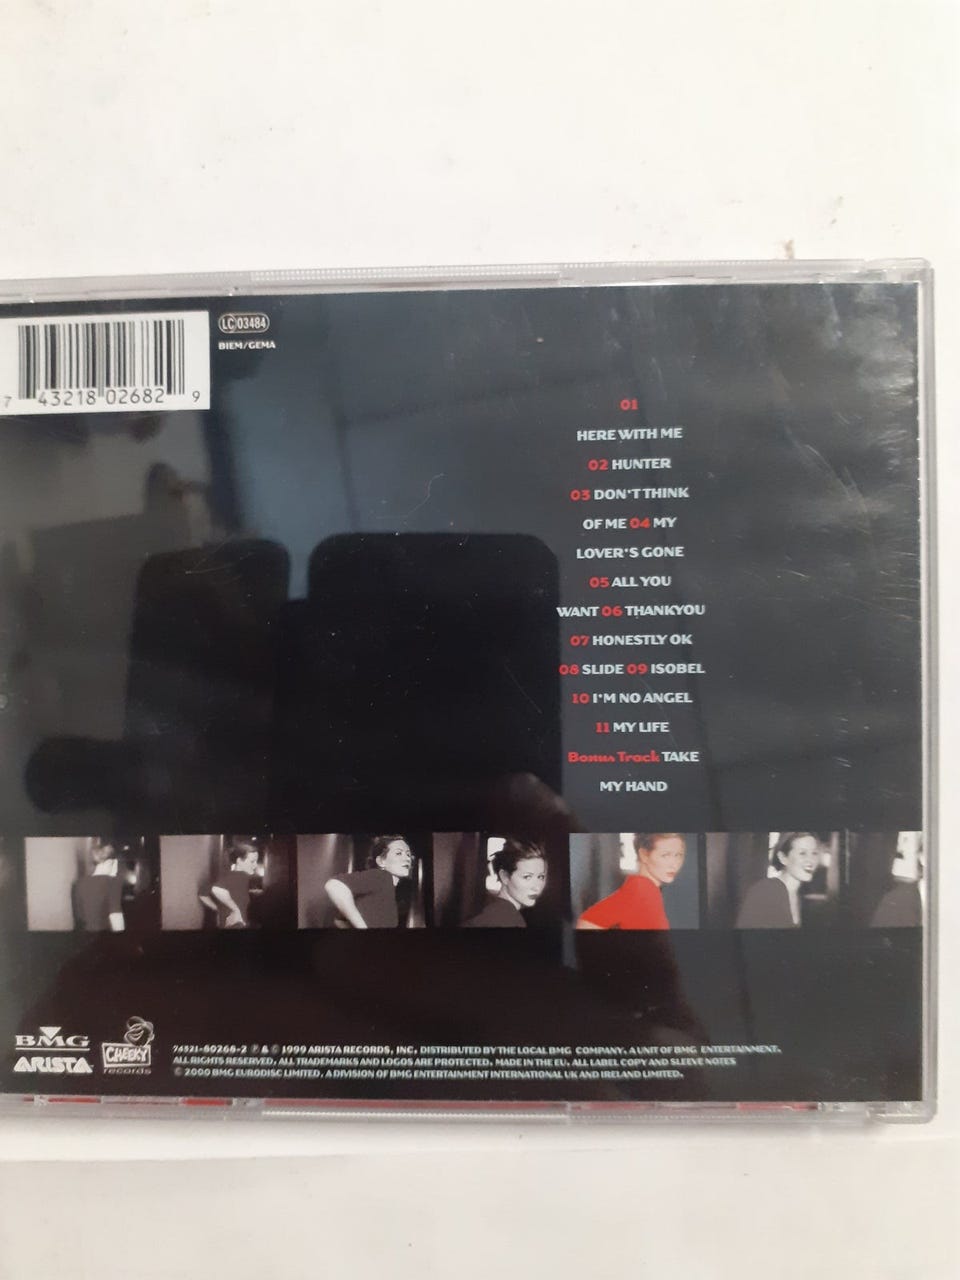 LC 03484
BIEM/GEMA
7 43218 02682 9
01
HERE WITH ME
02 HUNTER
03 DON'T THINK
OF ME 04 MY
LOVER'S GONE
05 ALL YOU
WANT 06 THANKYOU
07 HONESTLY OK
08 SLIDE 09 ISOBEL
10 I'M NO ANGEL
11 MY LIFE
Bonus Track TAKE
MY HAND
BMG
ARISTA
CHEEKY
records
74321-80268-2 ℗ & © 1999 ARISTA RECORDS, INC. DISTRIBUTED BY THE LOCAL BMG COMPANY. A UNIT OF BMG ENTERTAINMENT.
ALL RIGHTS RESERVED. ALL TRADEMARKS AND LOGOS ARE PROTECTED. MADE IN THE EU. ALL LABEL COPY AND SLEEVE NOTES
© 2000 BMG EURODISC LIMITED. A DIVISION OF BMG ENTERTAINMENT INTERNATIONAL UK AND IRELAND LIMITED.